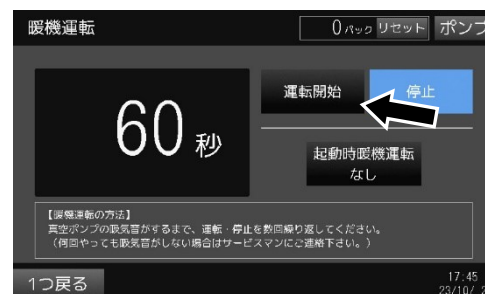 暖機運転
0パック リセット ポンプ
60秒
運転開始 停止
起動時暖機運転
なし
【暖機運転の方法】
真空ポンプの吸気音がするまで、運転・停止を数回繰り返してください。
（何回やっても吸気音がしない場合はサービスマンにご連絡下さい。）
1つ戻る
17:45
23/10/